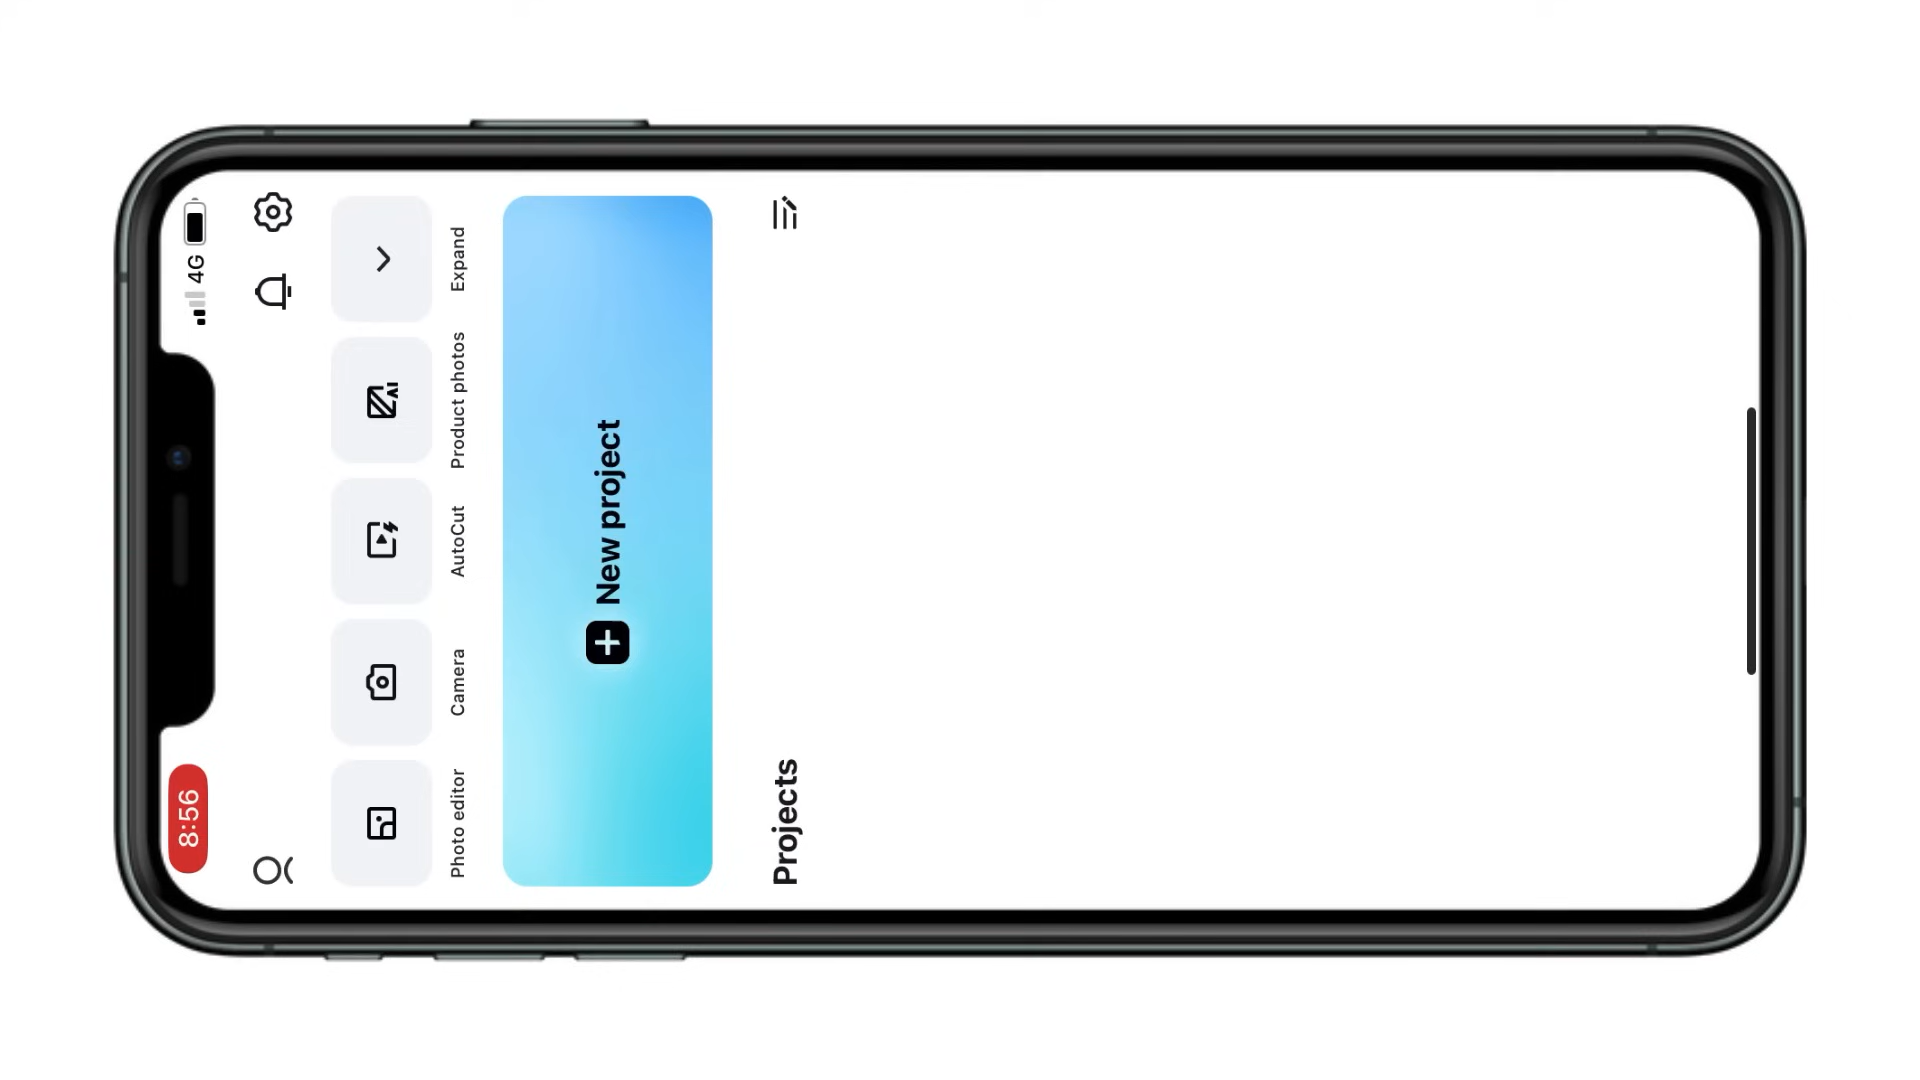 8:56
4G
Photo editor
Camera
AutoCut
Product photos
Expand
New project
Projects